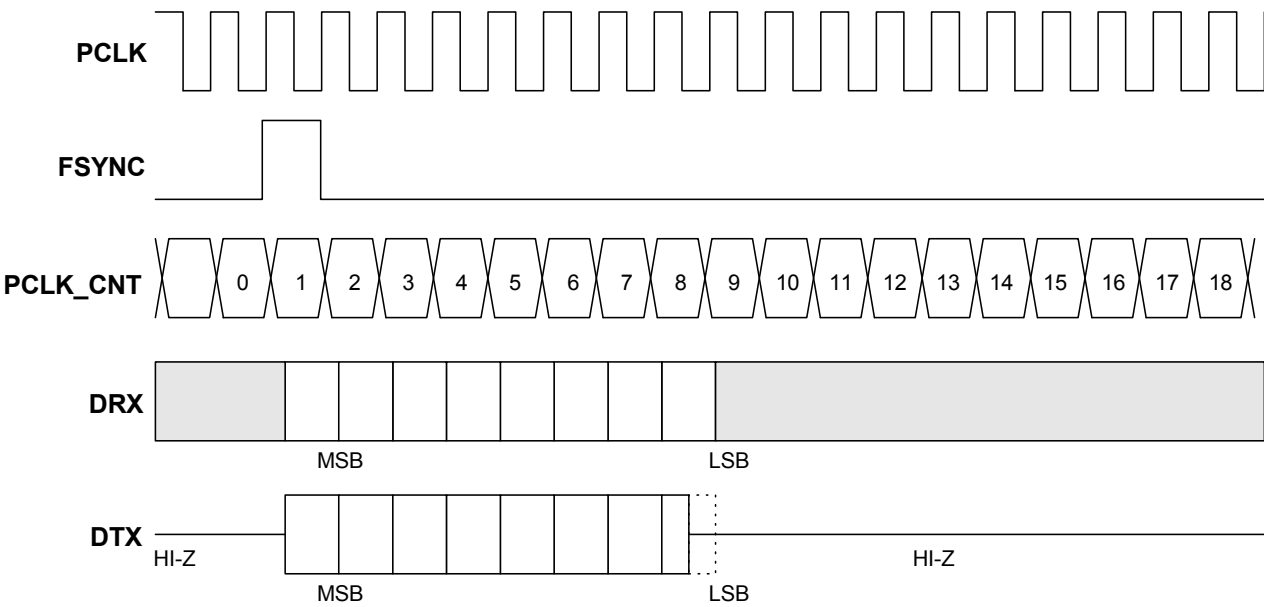 PCLK
FSYNC
PCLK_CNT 0 1 2 3 4 5 6 7 8 9 10 11 12 13 14 15 16 17 18
DRX
MSB LSB
DTX
HI-Z HI-Z
MSB LSB